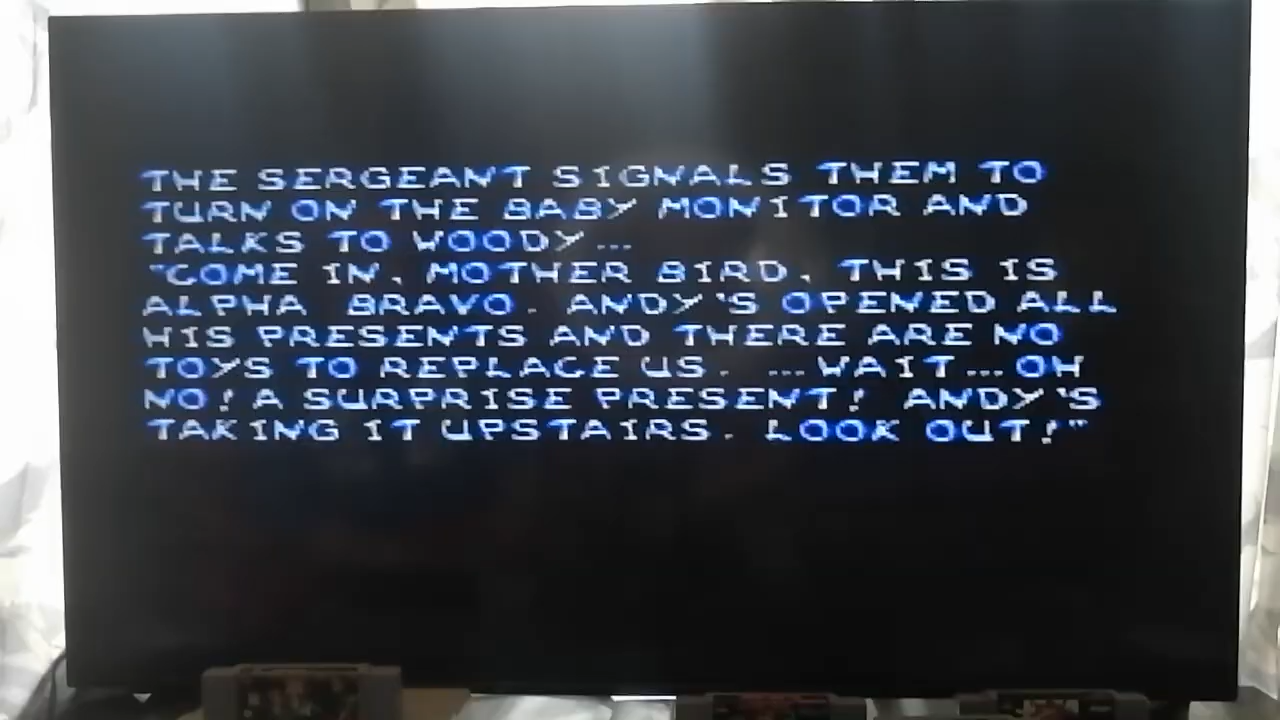 THE SERGEANT SIGNALS THEM TO
TURN ON THE BABY MONITOR AND
TALKS TO WOODY...
"COME IN, MOTHER BIRD, THIS IS
ALPHA BRAVO. ANDY'S OPENED ALL
HIS PRESENTS AND THERE ARE NO
TOYS TO REPLACE US. ...WAIT...OH
NO! A SURPRISE PRESENT! ANDY'S
TAKING IT UPSTAIRS. LOOK OUT!"